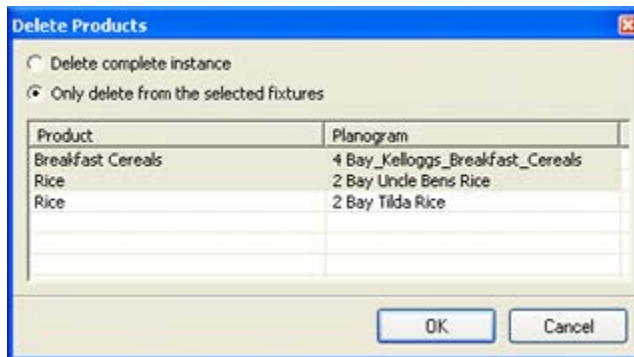 Delete Products
Delete complete instance
Only delete from the selected fixtures
Product Planogram
Breakfast Cereals 4 Bay_Kelloggs_Breakfast_Cereals
Rice 2 Bay Uncle Bens Rice
Rice 2 Bay Tilda Rice
OK Cancel